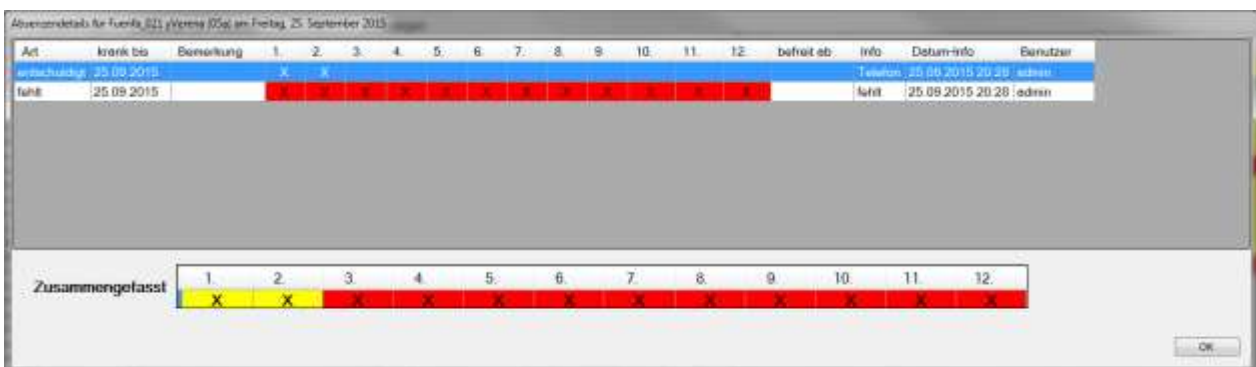 Absenzendetails für am Freitag, 25. September 2015
Art krank bis Bemerkung 1. 2. 3. 4. 5. 6. 7. 8. 9. 10. 11. 12. befreit ab Info Datum-Info Benutzer
entschuldigt 25.09.2015 X X Telefon 25.09.2015 20:28 admin
fehlt 25.09.2015 X X X X X X X X X X X X fehlt 25.09.2015 20:28 admin
Zusammengefasst 1. 2. 3. 4. 5. 6. 7. 8. 9. 10. 11. 12.
X X X X X X X X X X X X
OK